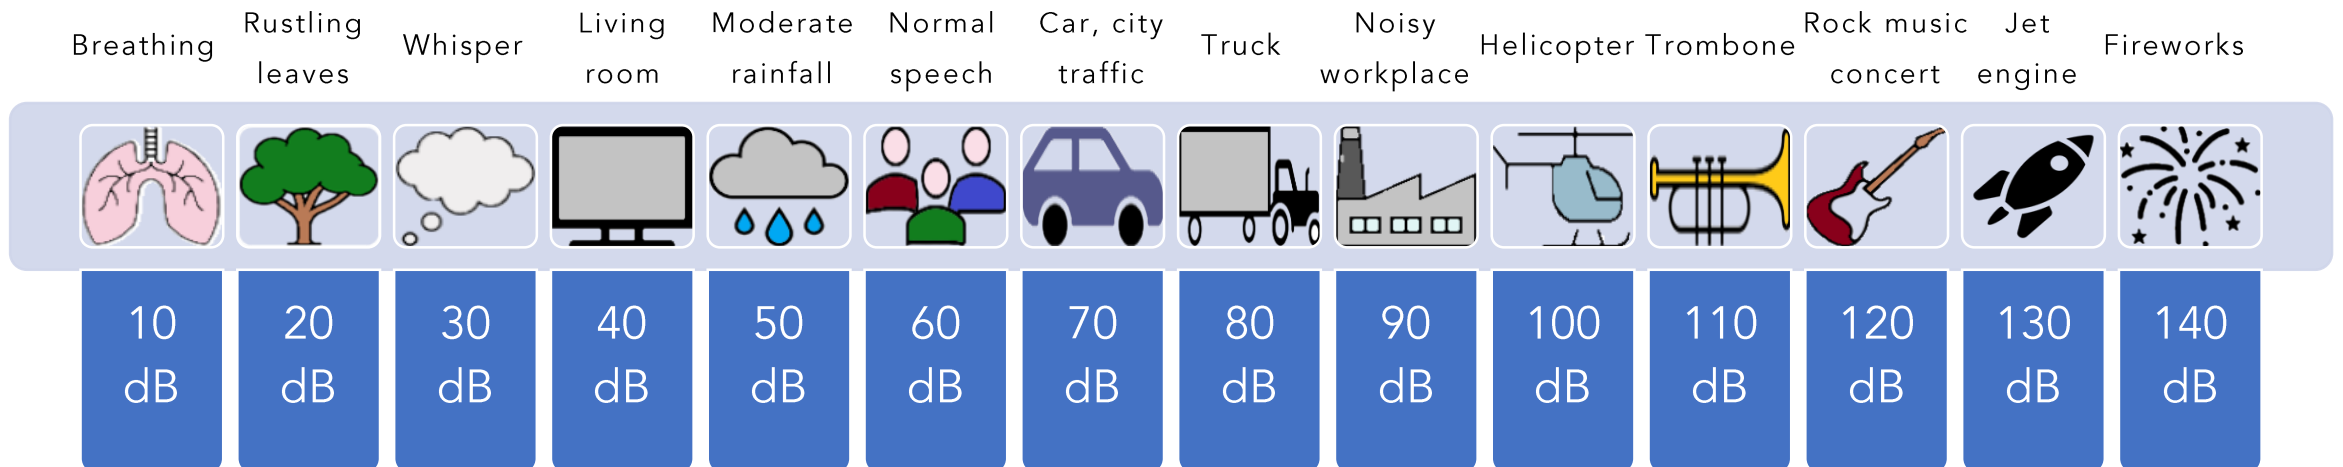 Breathing
Rustling
leaves
Whisper
Living
room
Moderate
rainfall
Normal
speech
Car, city
traffic
Truck
Noisy
workplace
Helicopter
Trombone
Rock music
concert
Jet
engine
Fireworks
10
dB
20
dB
30
dB
40
dB
50
dB
60
dB
70
dB
80
dB
90
dB
100
dB
110
dB
120
dB
130
dB
140
dB